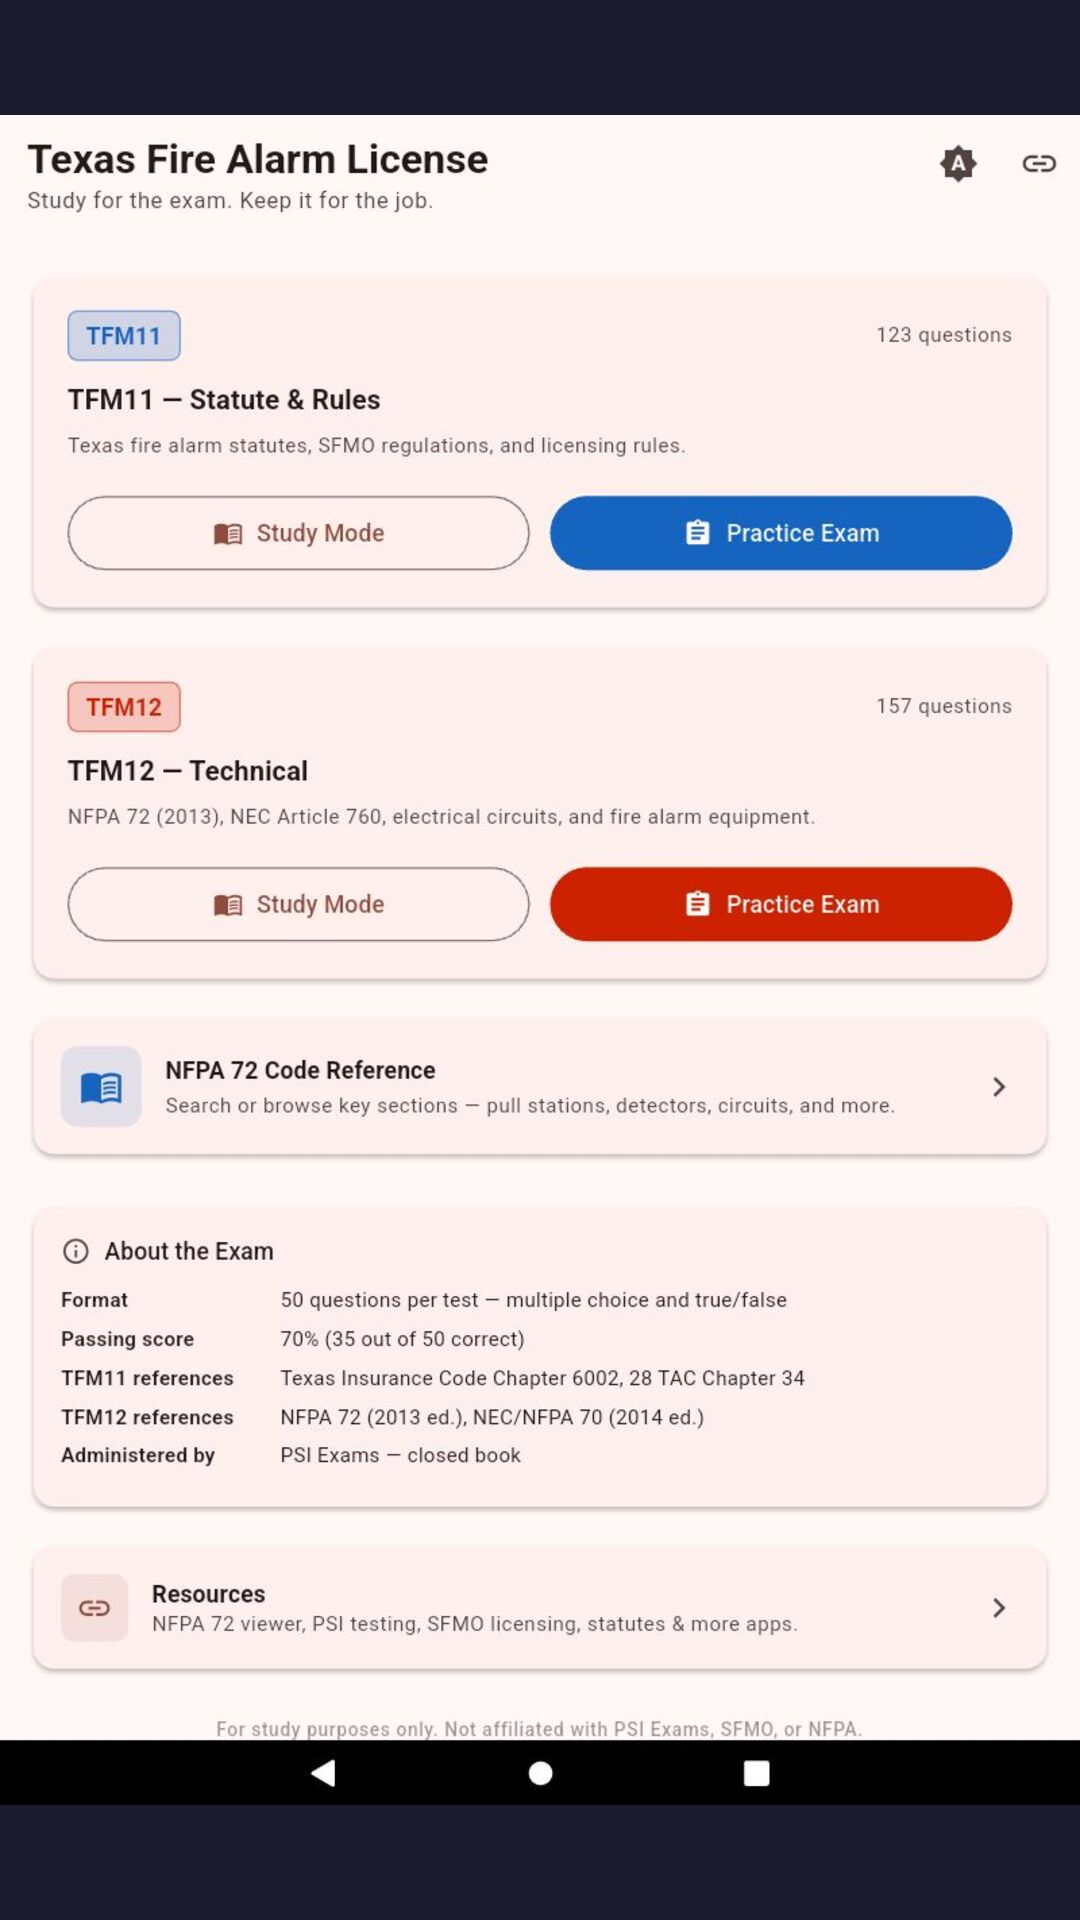 Texas Fire Alarm License
A
Study for the exam. Keep it for the job.
TFM11
123 questions
TFM11 — Statute & Rules
Texas fire alarm statutes, SFMO regulations, and licensing rules.
Study Mode
Practice Exam
TFM12
157 questions
TFM12 — Technical
NFPA 72 (2013), NEC Article 760, electrical circuits, and fire alarm equipment.
Study Mode
Practice Exam
NFPA 72 Code Reference
Search or browse key sections — pull stations, detectors, circuits, and more.
About the Exam
Format 50 questions per test — multiple choice and true/false
Passing score 70% (35 out of 50 correct)
TFM11 references Texas Insurance Code Chapter 6002, 28 TAC Chapter 34
TFM12 references NFPA 72 (2013 ed.), NEC/NFPA 70 (2014 ed.)
Administered by PSI Exams — closed book
Resources
NFPA 72 viewer, PSI testing, SFMO licensing, statutes & more apps.
For study purposes only. Not affiliated with PSI Exams, SFMO, or NFPA.